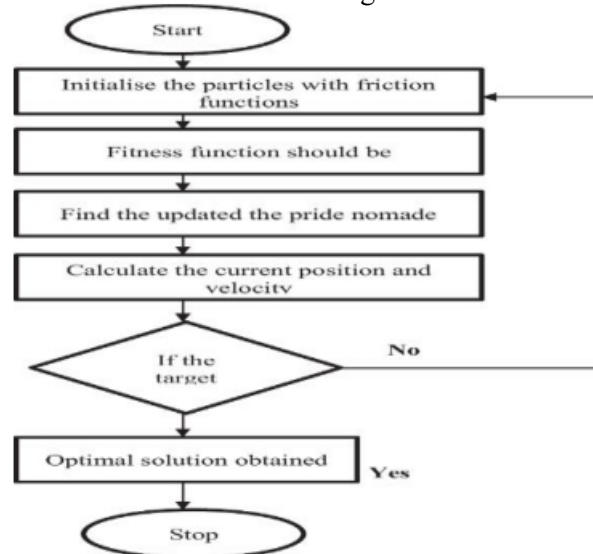 Start
Initialise the particles with friction
functions
Fitness function should be
Find the updated the pride nomade
Calculate the current position and
velocity
If the
target
No
Optimal solution obtained
Yes
Stop